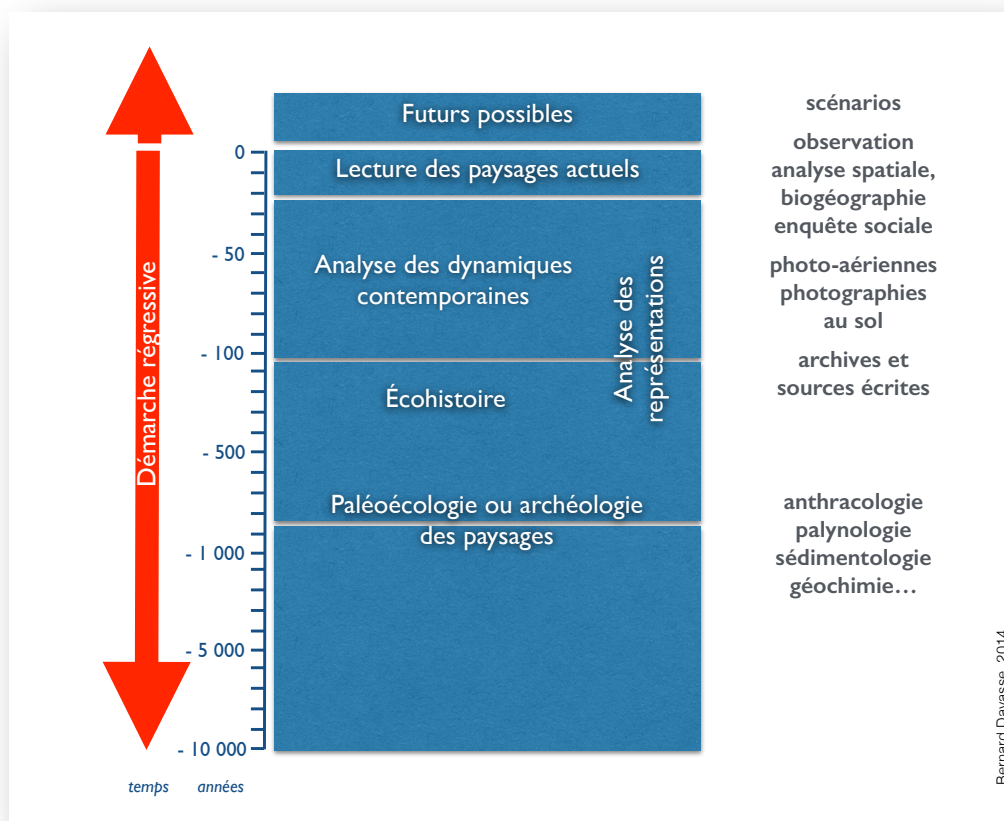 Futurs possibles
scénarios
0
Lecture des paysages actuels
observation
analyse spatiale,
biogéographie
enquête sociale
- 50
Analyse des dynamiques
contemporaines
photo-aériennes
photographies
au sol
Démarche régressive
Analyse des
représentations
- 100
archives et
sources écrites
Écohistoire
- 500
Paléoécologie ou archéologie
des paysages
anthracologie
palynologie
sédimentologie
géochimie…
- 1 000
- 5 000
- 10 000
temps années
Bernard Davasse, 2014